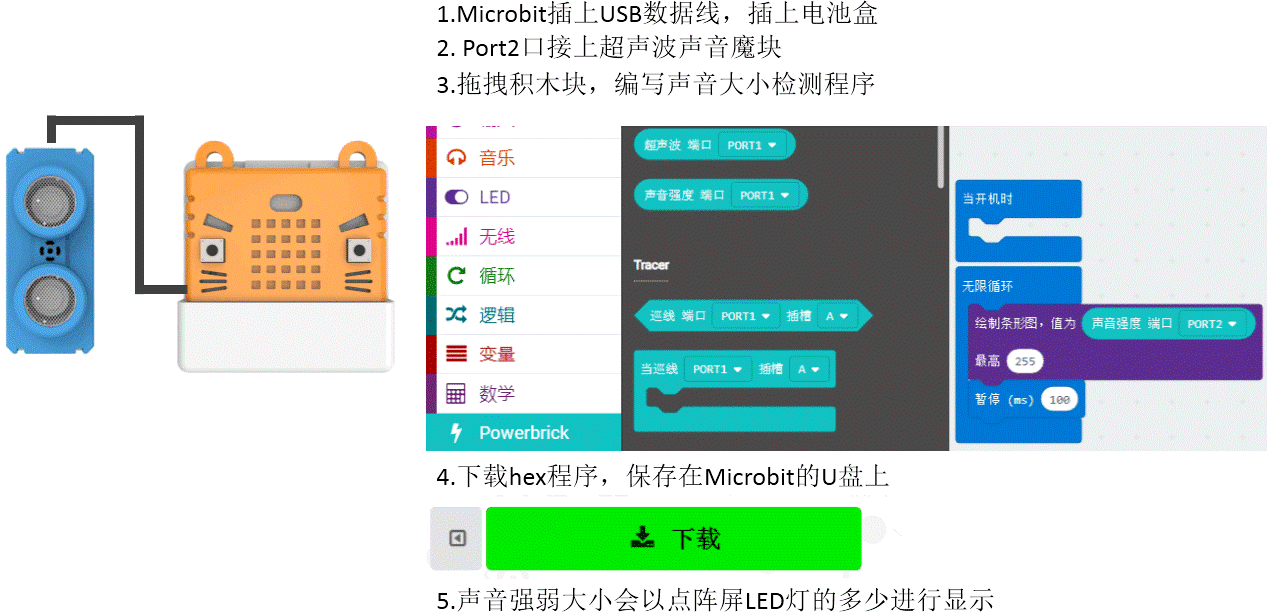 1.Microbit插上USB数据线，插上电池盒
2. Port2口接上超声波声音魔块
3.拖拽积木块，编写声音大小检测程序
音乐
LED
无线
循环
逻辑
变量
数学
Powerbrick
超声波 端口 PORT1
声音强度 端口 PORT1
Tracer
巡线 端口 PORT1 插槽 A
当巡线 PORT1 插槽 A
当开机时
无限循环
绘制条形图，值为 声音强度 端口 PORT2
最高 255
暂停 (ms) 100
4.下载hex程序，保存在Microbit的U盘上
下载
5.声音强弱大小会以点阵屏LED灯的多少进行显示